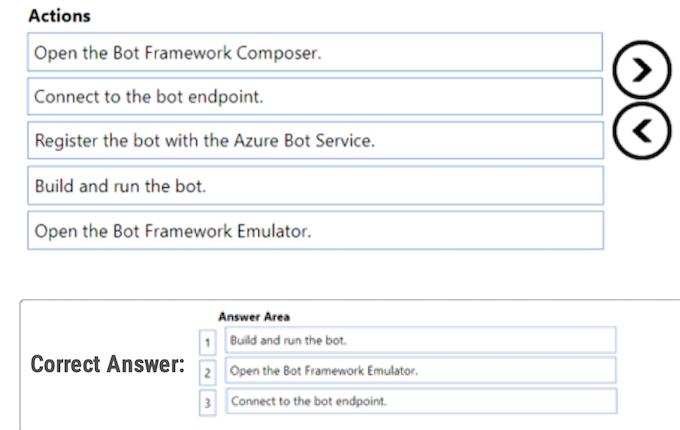 Actions
Open the Bot Framework Composer.
Connect to the bot endpoint.
Register the bot with the Azure Bot Service.
Build and run the bot.
Open the Bot Framework Emulator.
Answer Area
Correct Answer:
1 Build and run the bot.
2 Open the Bot Framework Emulator.
3 Connect to the bot endpoint.